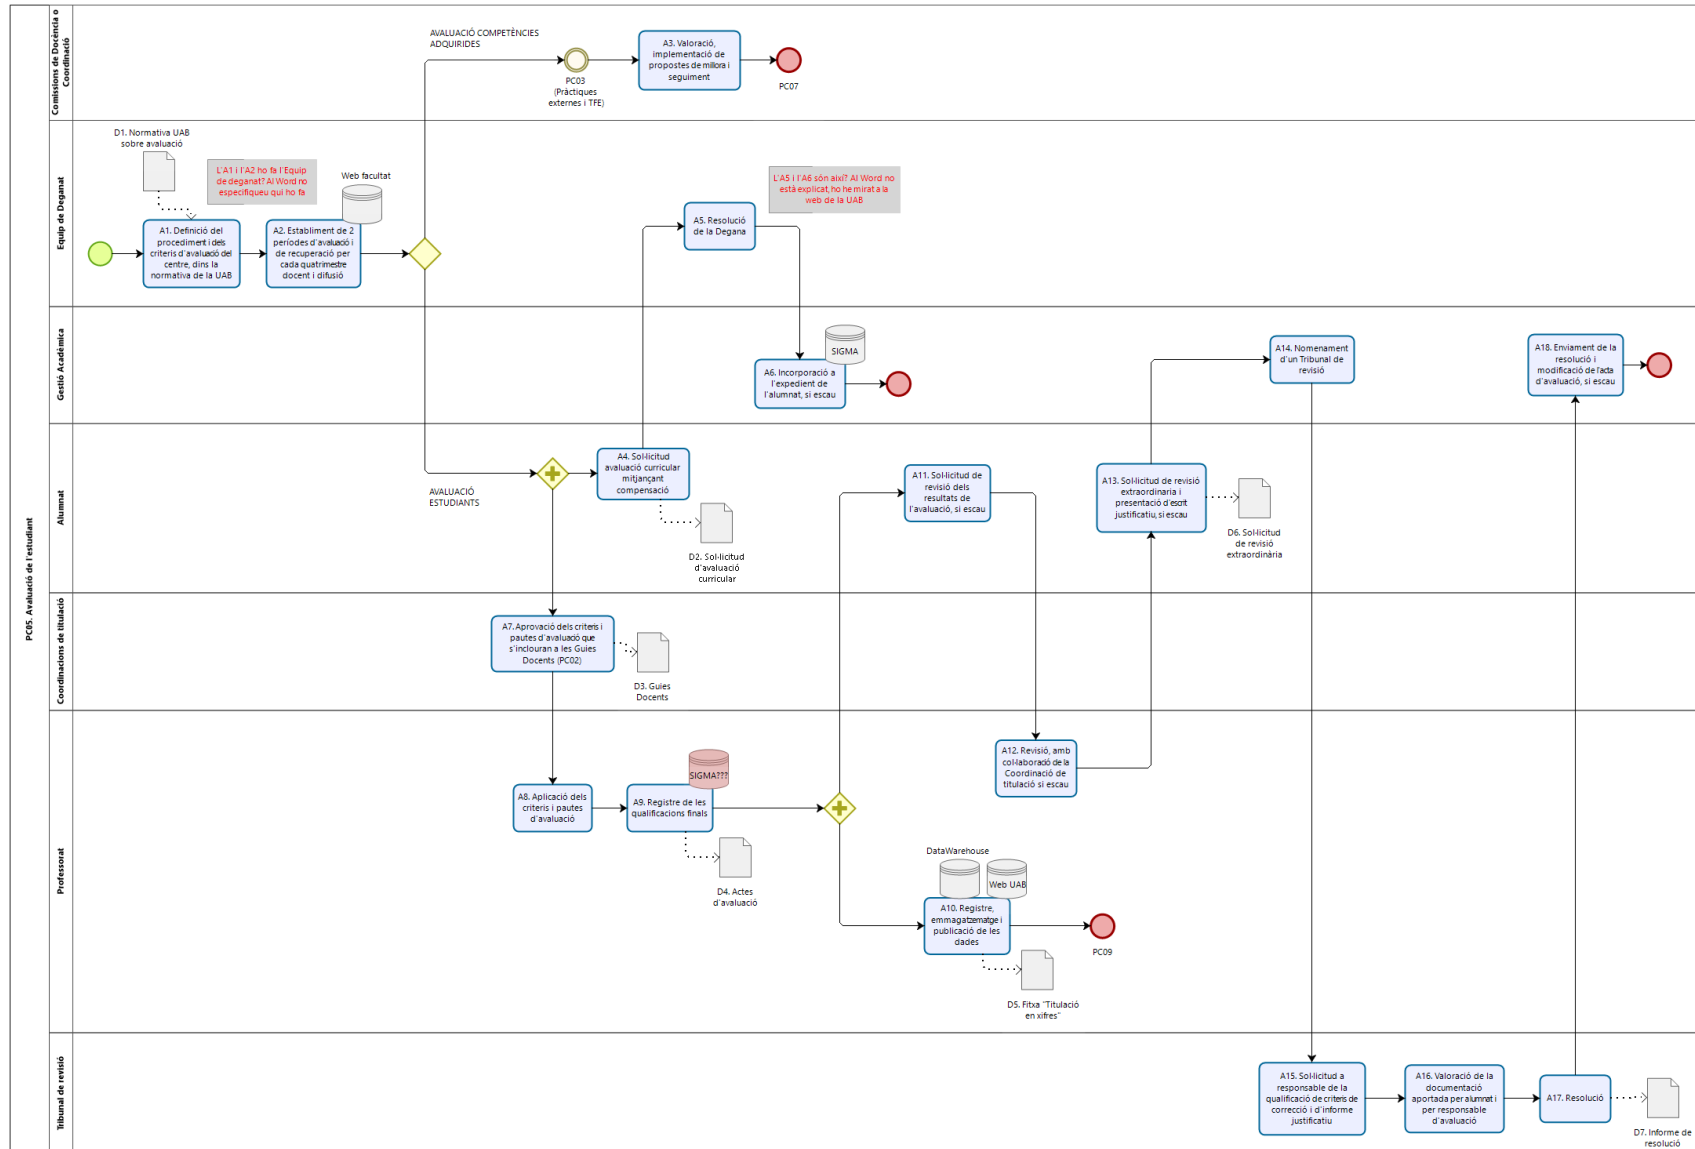 PC05. Avaluació de l'estudiant
Comissions de Docència o
Coordinació
AVALUACIÓ COMPETÈNCIES
ADQUIRIDES
PC03
(Pràctiques
externes i TFE)
A3. Valoració,
implementació de
propostes de millora i
seguiment
PC07
Equip de Deganat
D1. Normativa UAB
sobre avaluació
L'A1 i l'A2 ho fa l'Equip
de deganat? Al Word no
especifiqueu qui ho fa
Web facultat
A1. Definició del
procediment i dels
criteris d'avaluació del
centre, dins la
normativa de la UAB
A2. Establiment de 2
períodes d'avaluació i
de recuperació per
cada quatrimestre
docent i difusió
A5. Resolució
de la Degana
L'A5 i l'A6 són així? Al Word no
està explicat, ho he mirat a la
web de la UAB
Gestió Acadèmica
SIGMA
A6. Incorporació a
l'expedient de
l'alumnat, si escau
A14. Nomenament
d'un Tribunal de
revisió
A18. Enviament de la
resolució i
modificació de l'acta
d'avaluació, si escau
Alumnat
AVALUACIÓ
ESTUDIANTS
A4. Sol·licitud
avaluació curricular
mitjançant
compensació
D2. Sol·licitud
d'avaluació
curricular
A11. Sol·licitud de
revisió dels
resultats de
l'avaluació, si escau
A13. Sol·licitud de revisió
extraordinaria i
presentació d'escrit
justificatiu, si escau
D6. Sol·licitud
de revisió
extraordinària
Coordinacions de titulació
A7. Aprovació dels criteris i
pautes d'avaluació que
s'inclouran a les Guies
Docents (PC02)
D3. Guies
Docents
Professorat
A8. Aplicació dels
criteris i pautes
d'avaluació
SIGMA???
A9. Registre de les
qualificacions finals
D4. Actes
d'avaluació
A12. Revisió, amb
col·laboració de la
Coordinació de
titulació si escau
DataWarehouse
Web UAB
A10. Registre,
emmagatzematge i
publicació de les
dades
PC09
D5. Fitxa "Titulació
en xifres"
Tribunal de revisió
A15. Sol·licitud a
responsable de la
qualificació de criteris de
correcció i d'informe
justificatiu
A16. Valoració de la
documentació
aportada per alumnat i
per responsable
d'avaluació
A17. Resolució
D7. Informe de
resolució